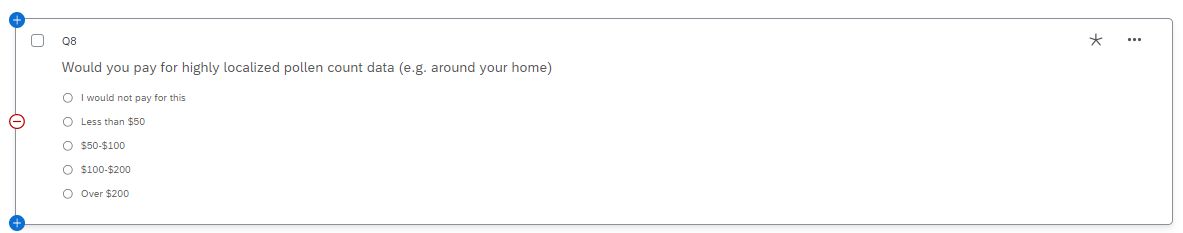 Q8
Would you pay for highly localized pollen count data (e.g. around your home)
I would not pay for this
Less than $50
$50-$100
$100-$200
Over $200